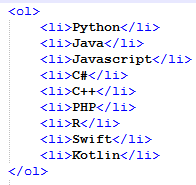 <ol>
<li>Python</li>
<li>Java</li>
<li>Javascript</li>
<li>C#</li>
<li>C++</li>
<li>PHP</li>
<li>R</li>
<li>Swift</li>
<li>Kotlin</li>
</ol>